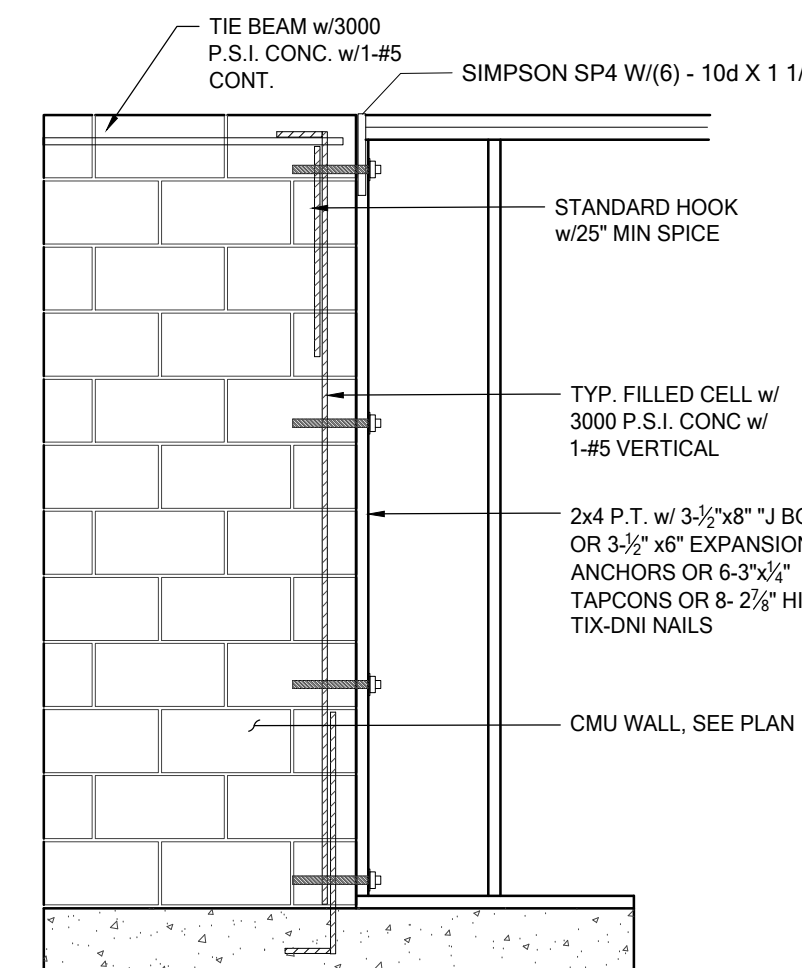 TIE BEAM w/3000
P.S.I. CONC. w/1-#5
CONT.
SIMPSON SP4 W/(6) - 10d X 1 1/
STANDARD HOOK
w/25" MIN SPICE
TYP. FILLED CELL w/
3000 P.S.I. CONC w/
1-#5 VERTICAL
2x4 P.T. w/ 3-½"x8" "J BO
OR 3-½" x6" EXPANSION
ANCHORS OR 6-3"x¼"
TAPCONS OR 8- 2⅞" HI
TIX-DNI NAILS
CMU WALL, SEE PLAN